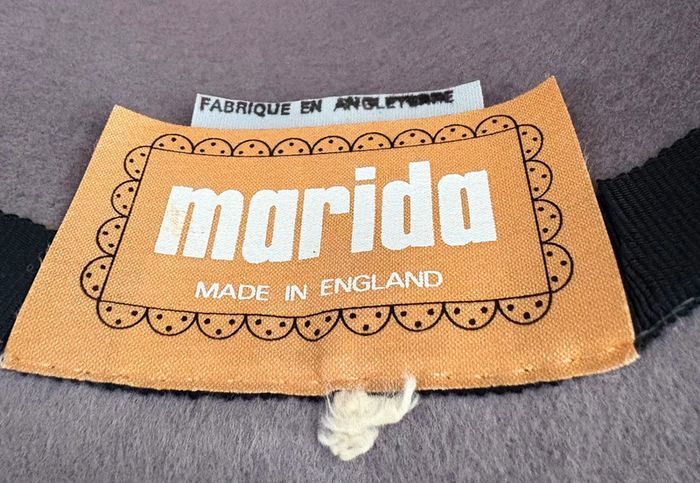 FABRIQUE EN ANGLETERRE
marida
MADE IN ENGLAND